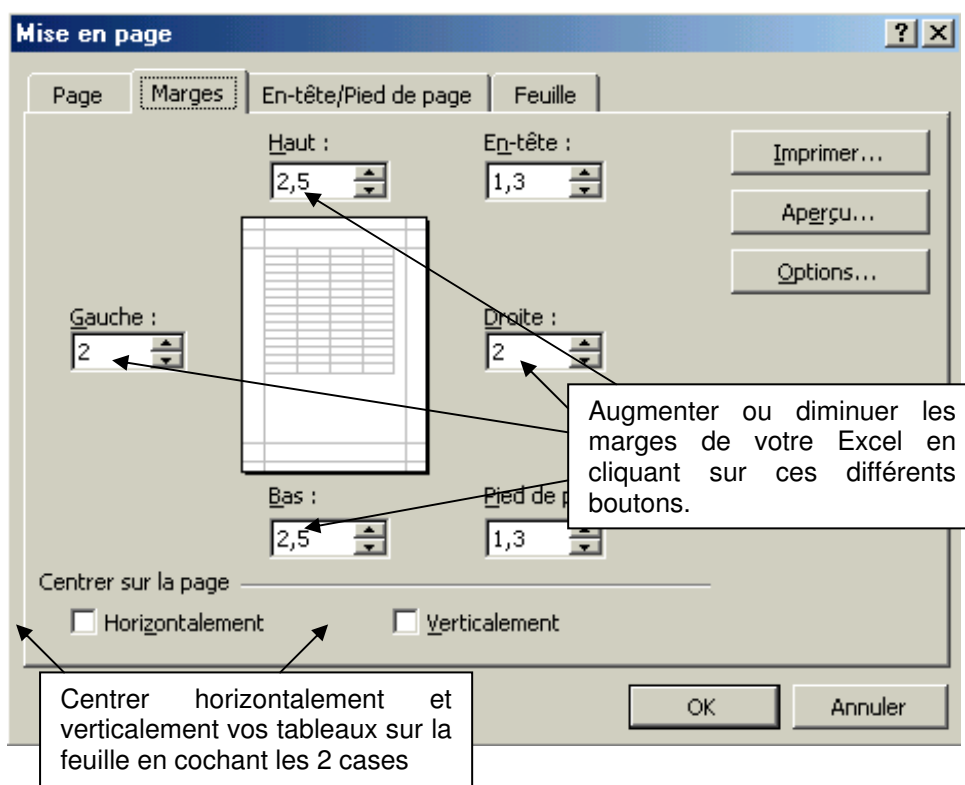 Mise en page
Page Marges En-tête/Pied de page Feuille
Haut : En-tête :
2,5 1,3
Imprimer...
Aperçu...
Options...
Gauche : Droite :
2 2
Augmenter ou diminuer les
marges de votre Excel en
cliquant sur ces différents
boutons.
Bas : Pied de
2,5 1,3
Centrer sur la page
Horizontalement Verticalement
Centrer horizontalement et
verticalement vos tableaux sur la
feuille en cochant les 2 cases
OK Annuler